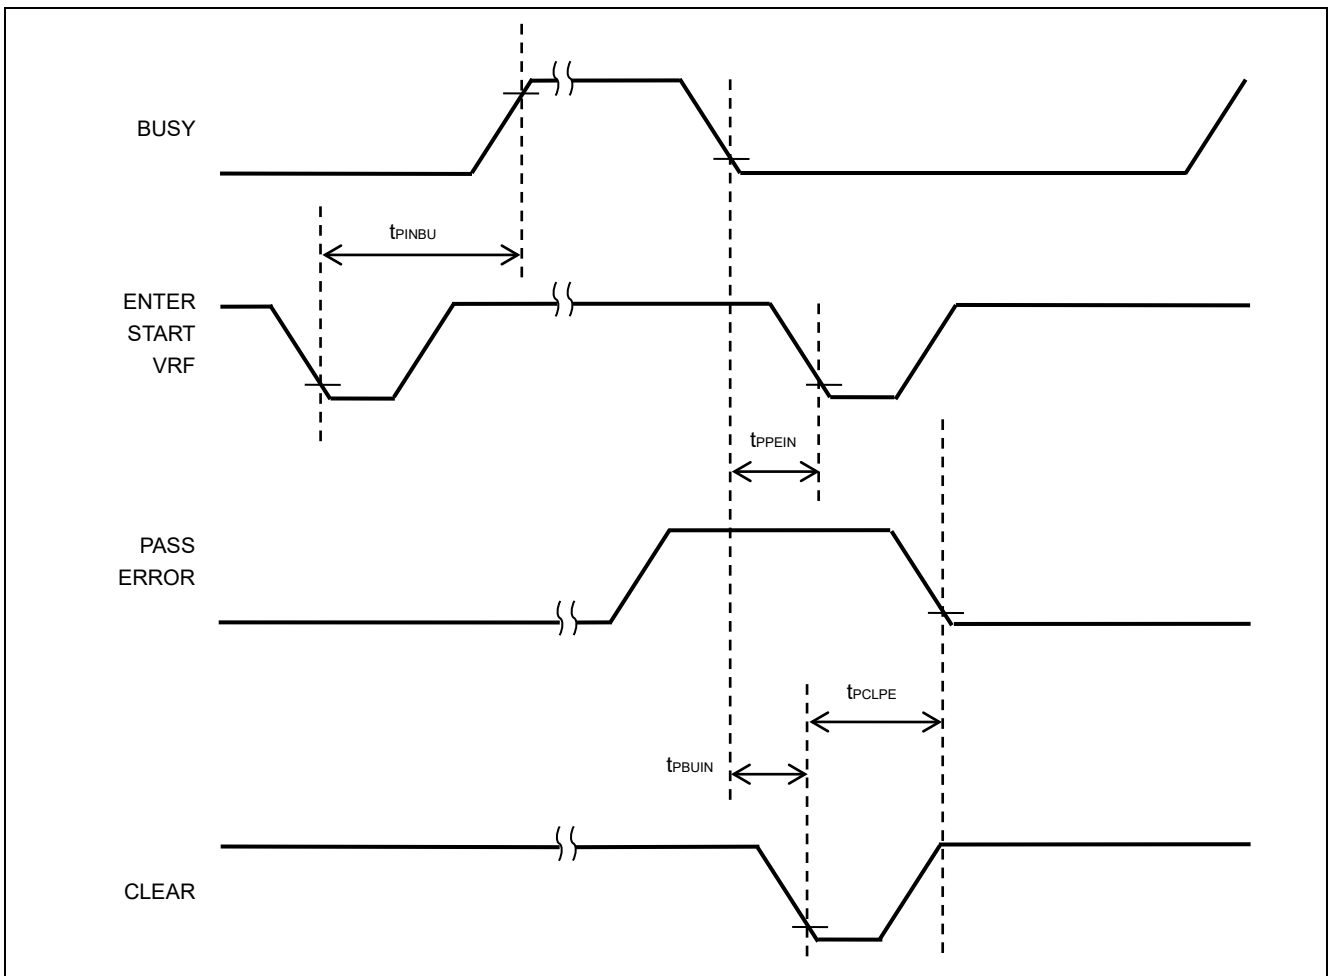 BUSY
tPINBU
ENTER
START
VRF
tPPEIN
PASS
ERROR
tPCLPE
tPBUIN
CLEAR